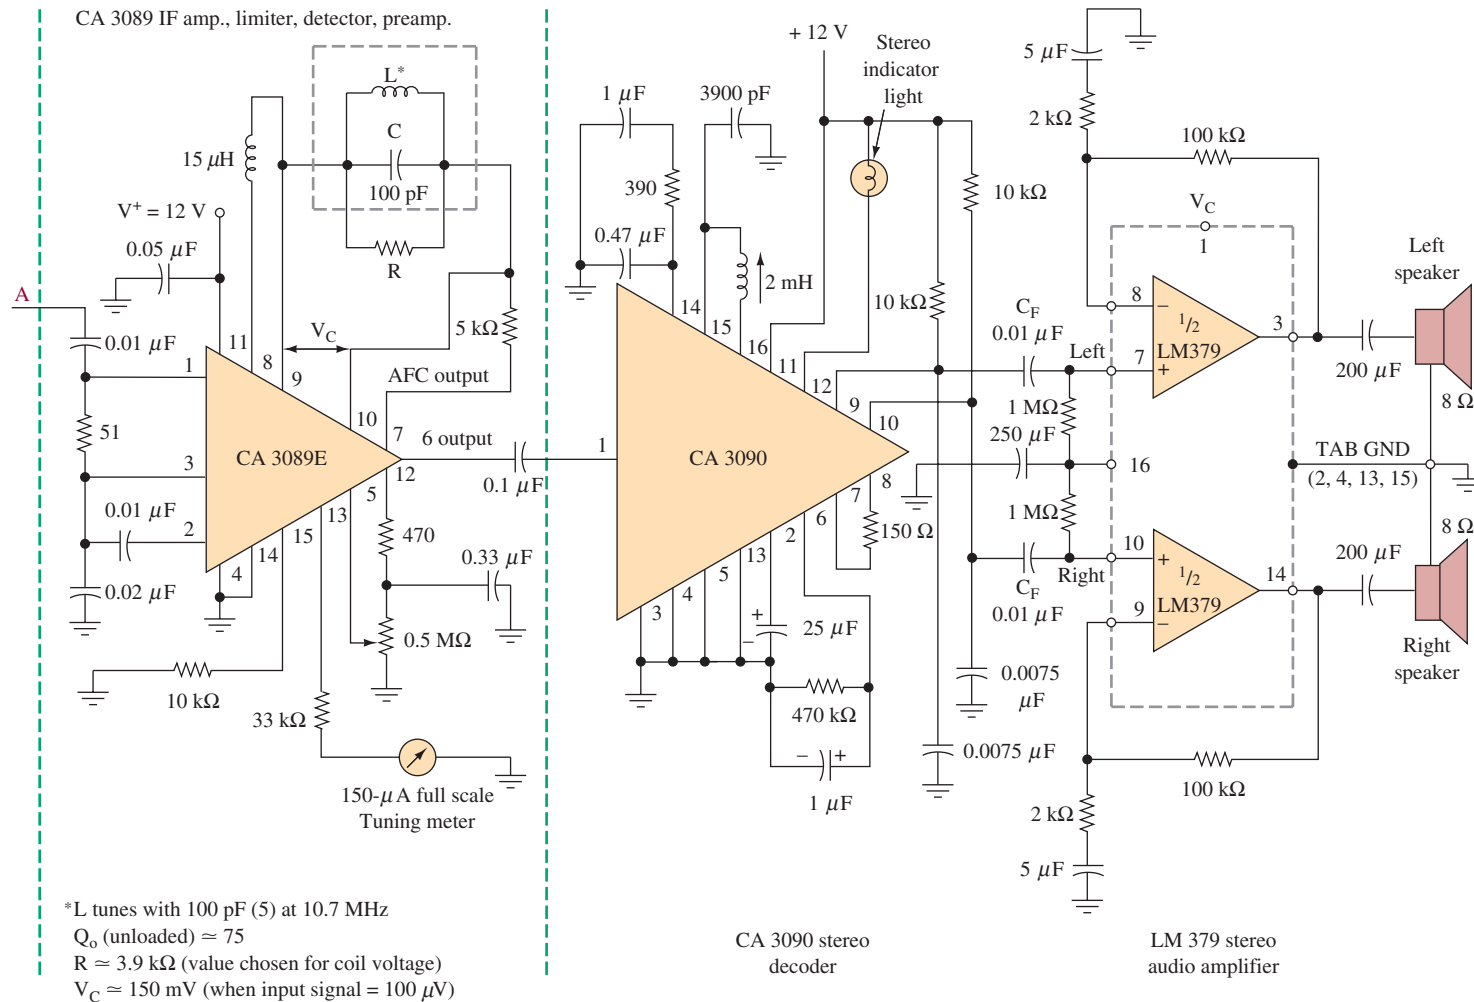 CA 3089 IF amp., limiter, detector, preamp.
L*
C
100 pF
R
15 μH
V+ = 12 V
0.05 μF
A
0.01 μF
51
0.01 μF
0.02 μF
1
3
2
11
8
9
10
7
12
5
13
15
14
4
V_C
5 kΩ
AFC output
6 output
CA 3089E
0.1 μF
470
0.33 μF
0.5 MΩ
10 kΩ
33 kΩ
150-μA full scale
Tuning meter
*L tunes with 100 pF (5) at 10.7 MHz
Q_o (unloaded) ≃ 75
R ≃ 3.9 kΩ (value chosen for coil voltage)
V_C ≃ 150 mV (when input signal = 100 μV)
+ 12 V
Stereo
indicator
light
1 μF
3900 pF
390
0.47 μF
2 mH
10 kΩ
10 kΩ
14
15
16
11
12
9
10
8
7
6
2
13
5
4
3
1
CA 3090
150 Ω
+
−
25 μF
470 kΩ
− +
1 μF
0.0075
μF
0.0075 μF
CA 3090 stereo
decoder
5 μF
2 kΩ
100 kΩ
V_C
1
C_F
0.01 μF
Left
1 MΩ
250 μF
1 MΩ
C_F
0.01 μF
Right
8
−
7
+
1/2
LM379
3
16
10
+
9
−
1/2
LM379
14
200 μF
Left
speaker
8 Ω
TAB GND
(2, 4, 13, 15)
8 Ω
200 μF
Right
speaker
100 kΩ
2 kΩ
5 μF
LM 379 stereo
audio amplifier